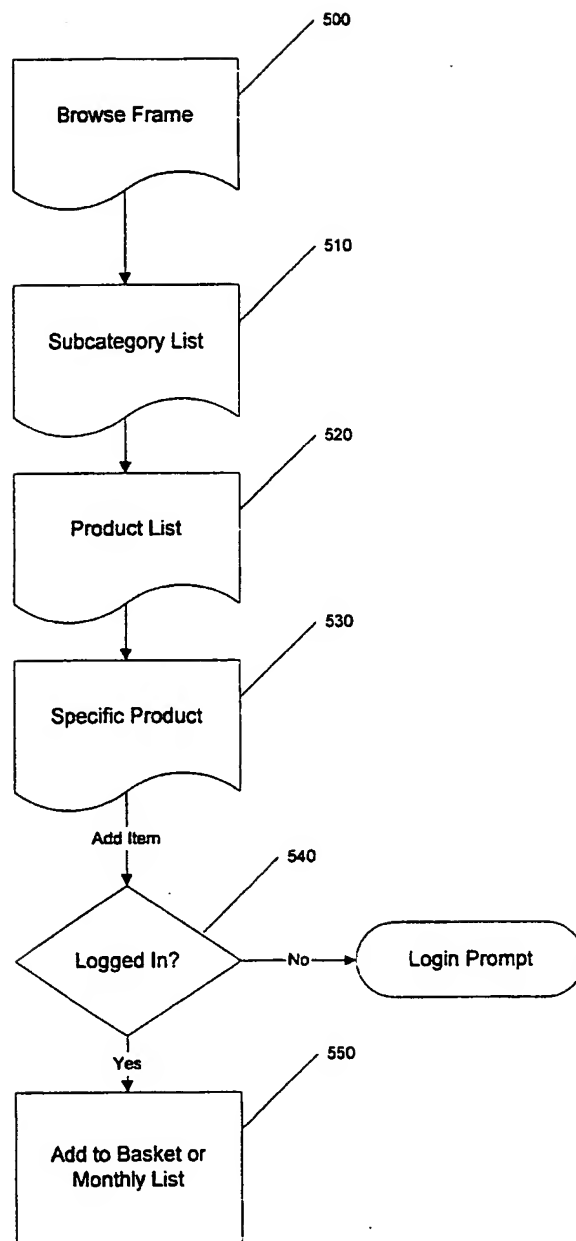 500
Browse Frame
510
Subcategory List
520
Product List
530
Specific Product
Add Item
540
Logged In?
No
Login Prompt
Yes
550
Add to Basket or
Monthly List